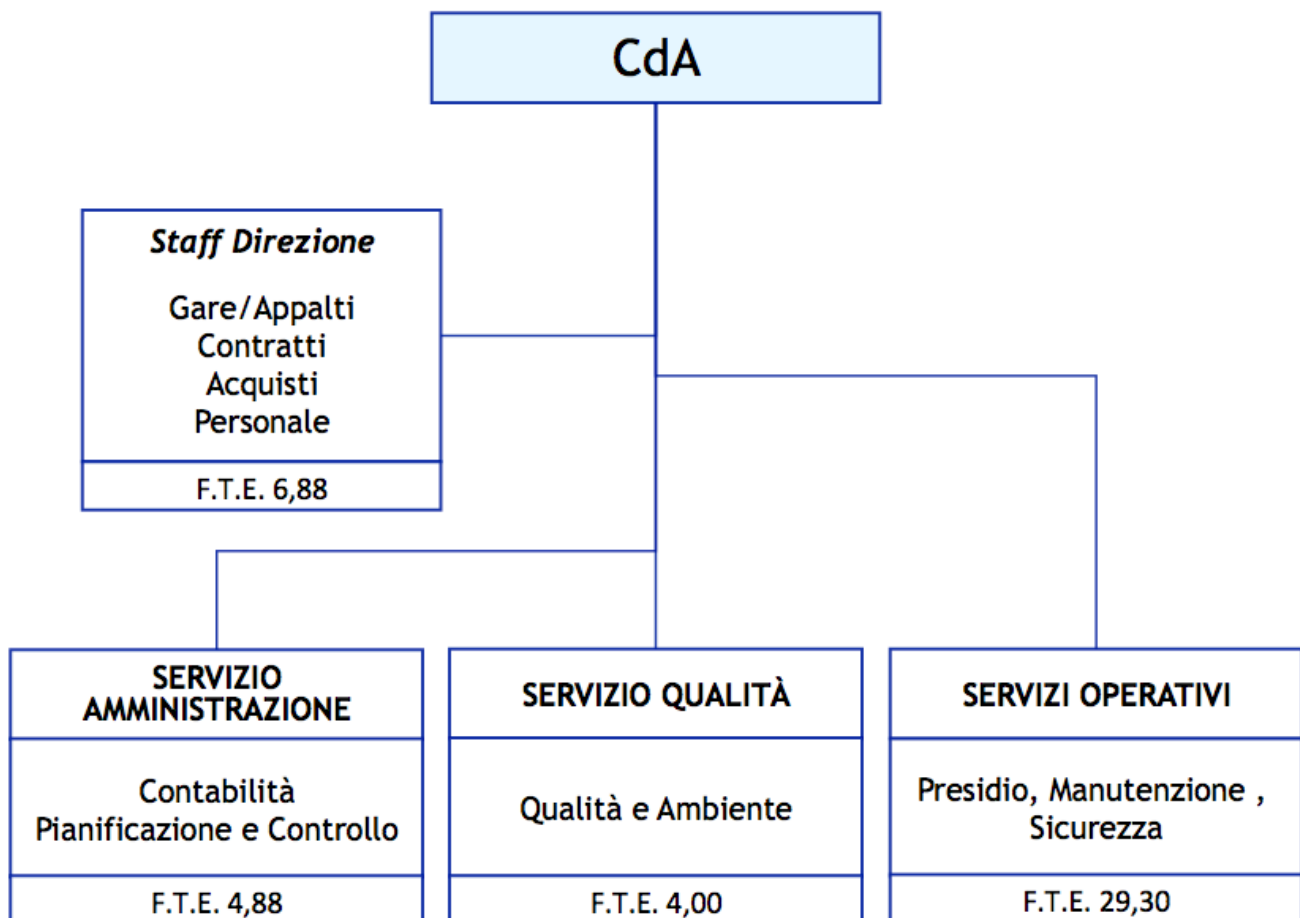 CdA
Staff Direzione
Gare/Appalti
Contratti
Acquisti
Personale
F.T.E. 6,88
SERVIZIO
AMMINISTRAZIONE
Contabilità
Pianificazione e Controllo
F.T.E. 4,88
SERVIZIO QUALITÀ
Qualità e Ambiente
F.T.E. 4,00
SERVIZI OPERATIVI
Presidio, Manutenzione ,
Sicurezza
F.T.E. 29,30